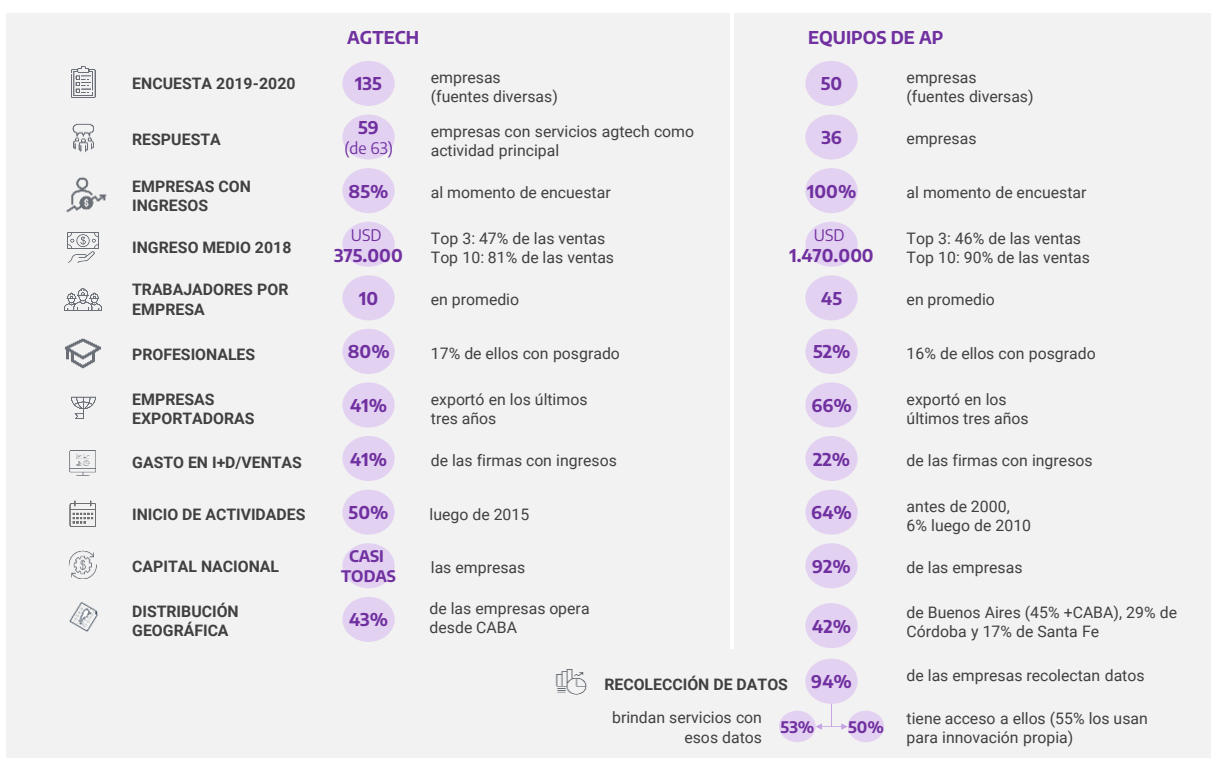 AGTECH
EQUIPOS DE AP
ENCUESTA 2019-2020
135
empresas
(fuentes diversas)
50
empresas
(fuentes diversas)
RESPUESTA
59
(de 63)
empresas con servicios agtech como
actividad principal
36
empresas
EMPRESAS CON
INGRESOS
85%
al momento de encuestar
100%
al momento de encuestar
INGRESO MEDIO 2018
USD
375.000
Top 3: 47% de las ventas
Top 10: 81% de las ventas
USD
1.470.000
Top 3: 46% de las ventas
Top 10: 90% de las ventas
TRABAJADORES POR
EMPRESA
10
en promedio
45
en promedio
PROFESIONALES
80%
17% de ellos con posgrado
52%
16% de ellos con posgrado
EMPRESAS
EXPORTADORAS
41%
exportó en los últimos
tres años
66%
exportó en los
últimos tres años
GASTO EN I+D/VENTAS
41%
de las firmas con ingresos
22%
de las firmas con ingresos
INICIO DE ACTIVIDADES
50%
luego de 2015
64%
antes de 2000,
6% luego de 2010
CAPITAL NACIONAL
CASI
TODAS
las empresas
92%
de las empresas
DISTRIBUCIÓN
GEOGRÁFICA
43%
de las empresas opera
desde CABA
42%
de Buenos Aires (45% +CABA), 29% de
Córdoba y 17% de Santa Fe
RECOLECCIÓN DE DATOS
94%
de las empresas recolectan datos
brindan servicios con
esos datos
53%
50%
tiene acceso a ellos (55% los usan
para innovación propia)